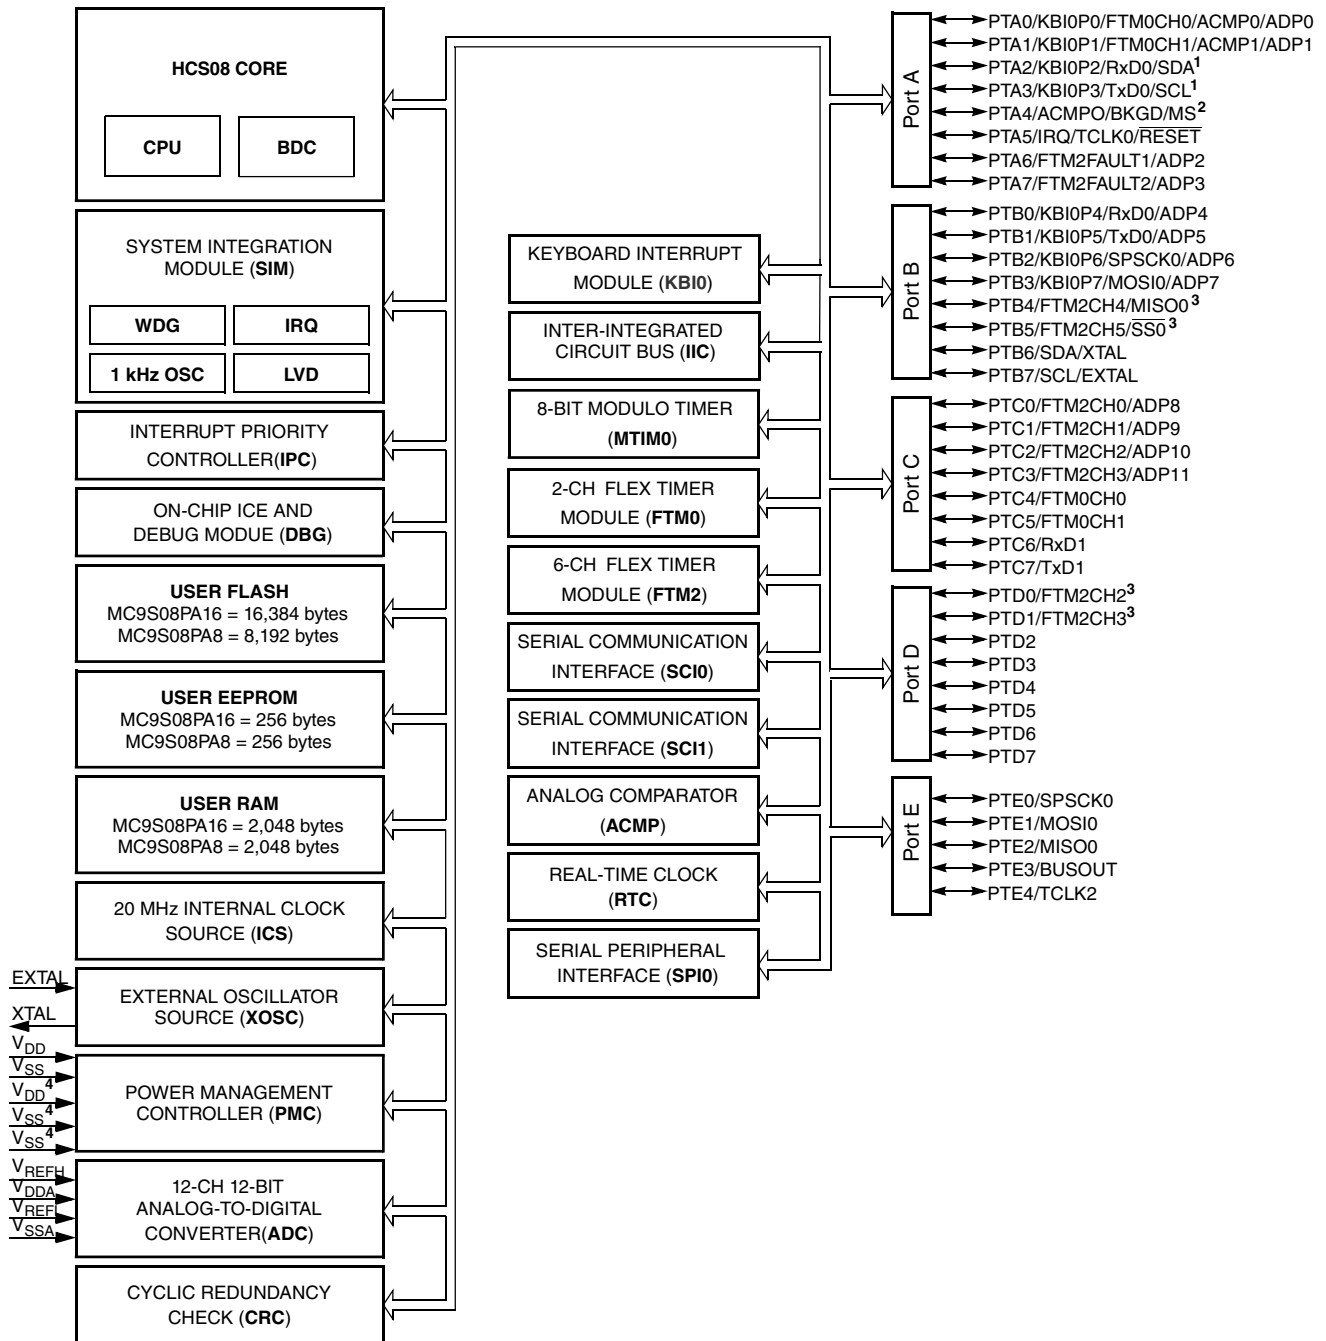 HCS08 CORE
CPU
BDC
SYSTEM INTEGRATION
MODULE (SIM)
WDG
IRQ
1 kHz OSC
LVD
INTERRUPT PRIORITY
CONTROLLER(IPC)
ON-CHIP ICE AND
DEBUG MODUE (DBG)
USER FLASH
MC9S08PA16 = 16,384 bytes
MC9S08PA8 = 8,192 bytes
USER EEPROM
MC9S08PA16 = 256 bytes
MC9S08PA8 = 256 bytes
USER RAM
MC9S08PA16 = 2,048 bytes
MC9S08PA8 = 2,048 bytes
20 MHz INTERNAL CLOCK
SOURCE (ICS)
EXTAL
XTAL
EXTERNAL OSCILLATOR
SOURCE (XOSC)
VDD
VSS
VDD4
VSS4
VSS4
POWER MANAGEMENT
CONTROLLER (PMC)
VREFH
VDDA
VREFL
VSSA
12-CH 12-BIT
ANALOG-TO-DIGITAL
CONVERTER(ADC)
CYCLIC REDUNDANCY
CHECK (CRC)
KEYBOARD INTERRUPT
MODULE (KBI0)
INTER-INTEGRATED
CIRCUIT BUS (IIC)
8-BIT MODULO TIMER
(MTIM0)
2-CH FLEX TIMER
MODULE (FTM0)
6-CH FLEX TIMER
MODULE (FTM2)
SERIAL COMMUNICATION
INTERFACE (SCI0)
SERIAL COMMUNICATION
INTERFACE (SCI1)
ANALOG COMPARATOR
(ACMP)
REAL-TIME CLOCK
(RTC)
SERIAL PERIPHERAL
INTERFACE (SPI0)
Port A
PTA0/KBI0P0/FTM0CH0/ACMP0/ADP0
PTA1/KBI0P1/FTM0CH1/ACMP1/ADP1
PTA2/KBI0P2/RxD0/SDA1
PTA3/KBI0P3/TxD0/SCL1
PTA4/ACMPO/BKGD/MS2
PTA5/IRQ/TCLK0/RESET
PTA6/FTM2FAULT1/ADP2
PTA7/FTM2FAULT2/ADP3
Port B
PTB0/KBI0P4/RxD0/ADP4
PTB1/KBI0P5/TxD0/ADP5
PTB2/KBI0P6/SPSCK0/ADP6
PTB3/KBI0P7/MOSI0/ADP7
PTB4/FTM2CH4/MISO0 3
PTB5/FTM2CH5/SS0 3
PTB6/SDA/XTAL
PTB7/SCL/EXTAL
Port C
PTC0/FTM2CH0/ADP8
PTC1/FTM2CH1/ADP9
PTC2/FTM2CH2/ADP10
PTC3/FTM2CH3/ADP11
PTC4/FTM0CH0
PTC5/FTM0CH1
PTC6/RxD1
PTC7/TxD1
Port D
PTD0/FTM2CH23
PTD1/FTM2CH33
PTD2
PTD3
PTD4
PTD5
PTD6
PTD7
Port E
PTE0/SPSCK0
PTE1/MOSI0
PTE2/MISO0
PTE3/BUSOUT
PTE4/TCLK2